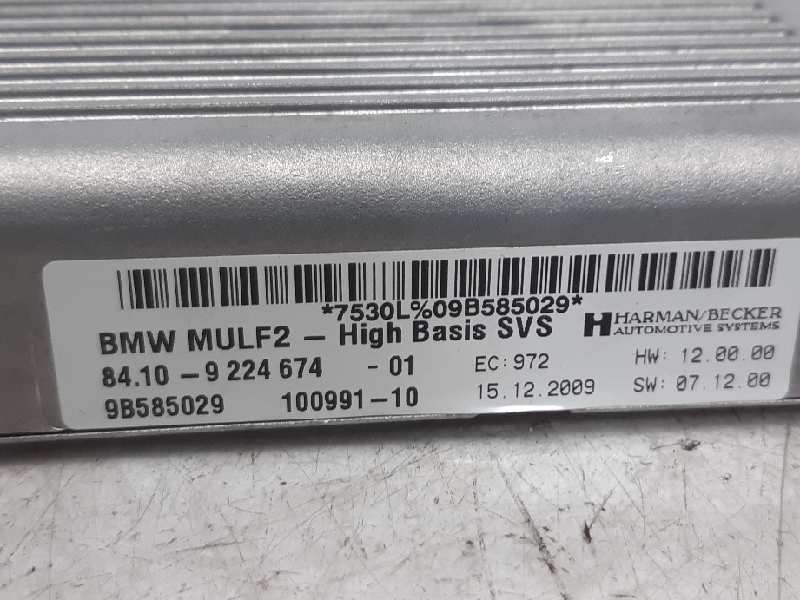 *7530L%09B585029*
BMW MULF2 – High Basis SVS
HARMAN/BECKER
AUTOMOTIVE SYSTEMS
84.10 – 9 224 674 - 01 EC: 972 HW: 12.00.00
9B585029 100991-10 15.12.2009 SW: 07.12.00